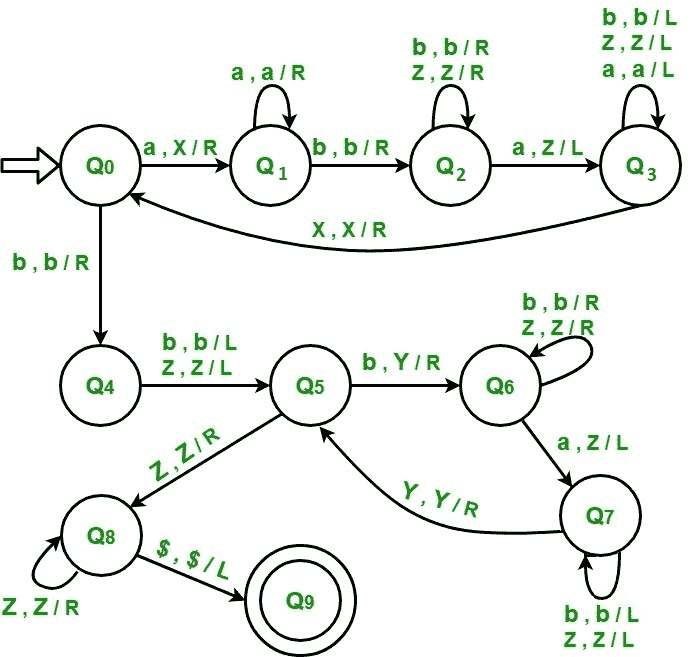 b , b / L
b , b / R
Z , Z / L
a , a / R
Z , Z / R
a , a / L
Q0
a , X / R
Q1
b , b / R
Q2
a , Z / L
Q3
X , X / R
b , b / R
b , b / R
b , b / L
Z , Z / R
Z , Z / L
b , Y / R
Q4
Q5
Q6
a , Z / L
Z , Z / R
Y , Y / R
Q7
Q8
$ , $ / L
Q9
Z , Z / R
b , b / L
Z , Z / L